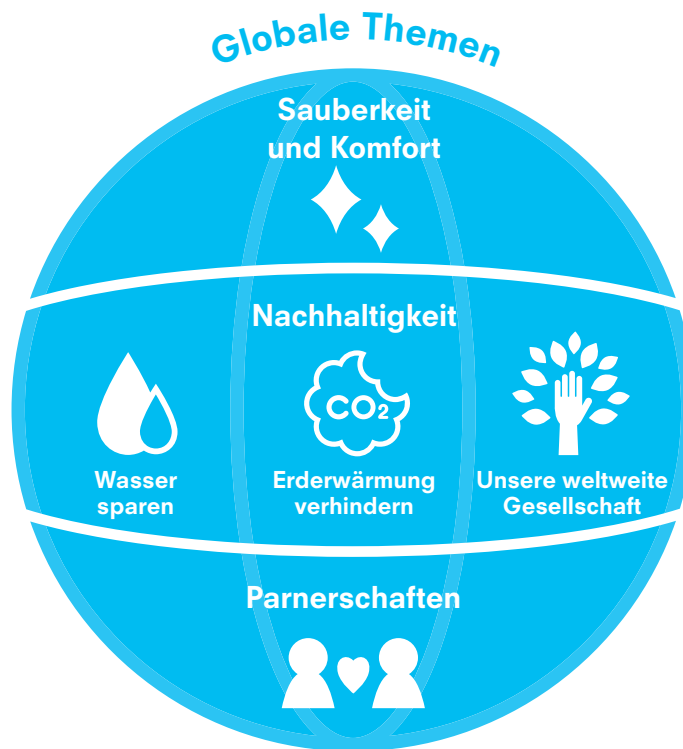 Globale Themen
Sauberkeit
und Komfort
Nachhaltigkeit
CO2
Wasser
sparen
Erderwärmung
verhindern
Unsere weltweite
Gesellschaft
Parnerschaften